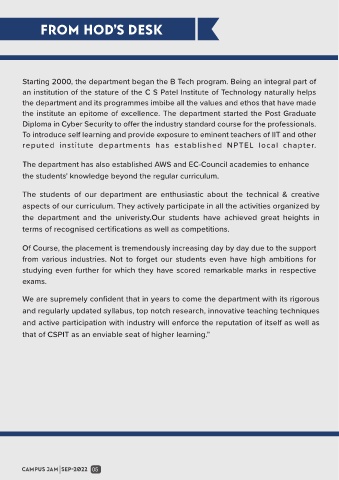 FROM HOD'S DESK
Starting 2000, the department began the B Tech program. Being an integral part of
an institution of the stature of the C S Patel Institute of Technology naturally helps
the department and its programmes imbibe all the values and ethos that have made
the institute an epitome of excellence. The department started the Post Graduate
Diploma in Cyber Security to offer the industry standard course for the professionals.
To introduce self learning and provide exposure to eminent teachers of IIT and other
reputed institute departments has established NPTEL local chapter.
The department has also established AWS and EC-Council academies to enhance
the students' knowledge beyond the regular curriculum.
The students of our department are enthusiastic about the technical & creative
aspects of our curriculum. They actively participate in all the activities organized by
the department and the univeristy.Our students have achieved great heights in
terms of recognised certifications as well as competitions.
Of Course, the placement is tremendously increasing day by day due to the support
from various industries. Not to forget our students even have high ambitions for
studying even further for which they have scored remarkable marks in respective
exams.
We are supremely confident that in years to come the department with its rigorous
and regularly updated syllabus, top notch research, innovative teaching techniques
and active participation with industry will enforce the reputation of itself as well as
that of CSPIT as an enviable seat of higher learning."
CAMPUS JAM|SEP-2022 05